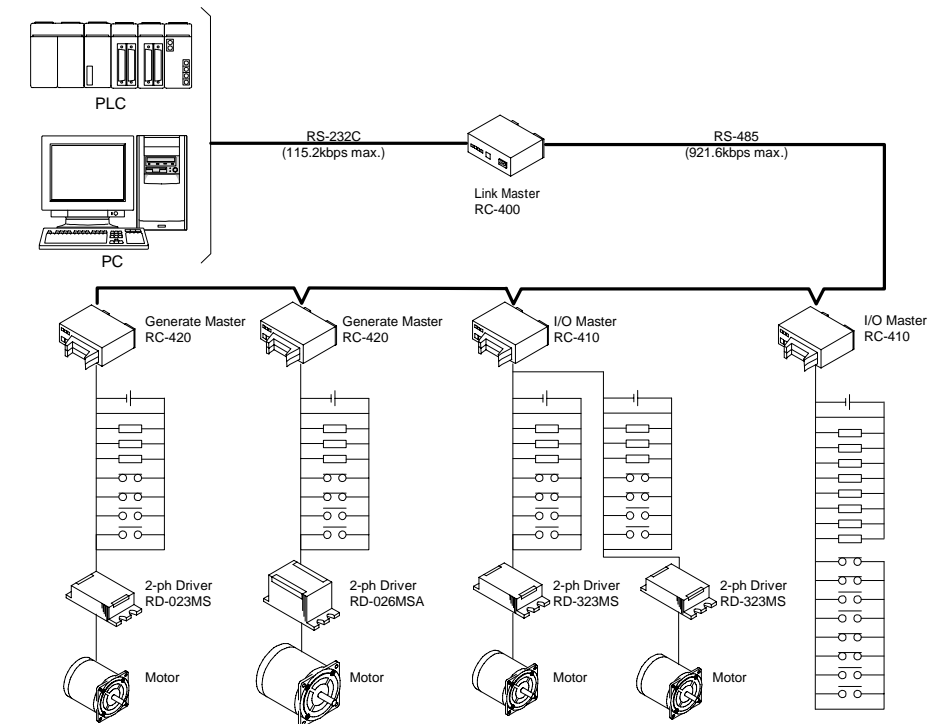 PLC
RS-232C
(115.2kbps max.)
RS-485
(921.6kbps max.)
Link Master
RC-400
PC
Generate Master
RC-420
Generate Master
RC-420
I/O Master
RC-410
I/O Master
RC-410
2-ph Driver
RD-023MS
2-ph Driver
RD-026MSA
2-ph Driver
RD-323MS
2-ph Driver
RD-323MS
Motor
Motor
Motor
Motor